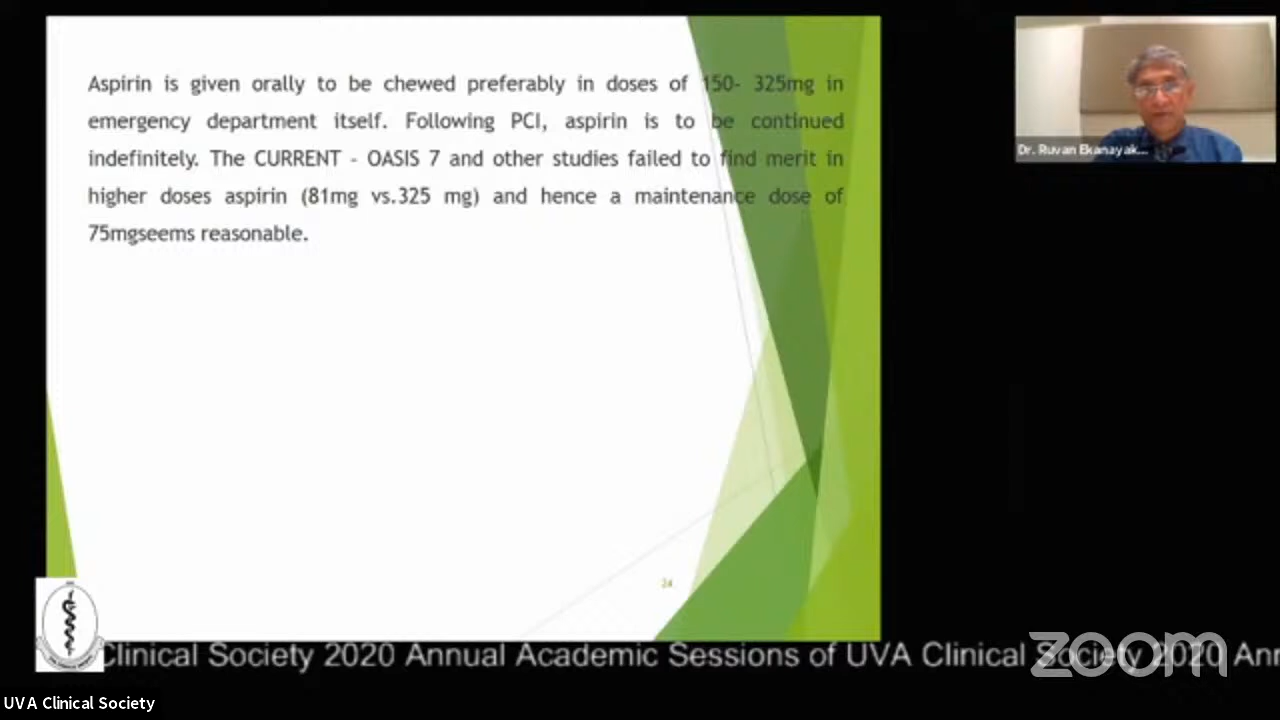 Aspirin is given orally to be chewed preferably in doses of 150- 325mg in
emergency department itself. Following PCI, aspirin is to be continued
indefinitely. The CURRENT - OASIS 7 and other studies failed to find merit in
higher doses aspirin (81mg vs.325 mg) and hence a maintenance dose of
75mgseems reasonable.
Dr. Ruvan Ekanayak...
24
Clinical Society 2020 Annual Academic Sessions of UVA Clinical Society 2020 Ann
zoom
UVA Clinical Society